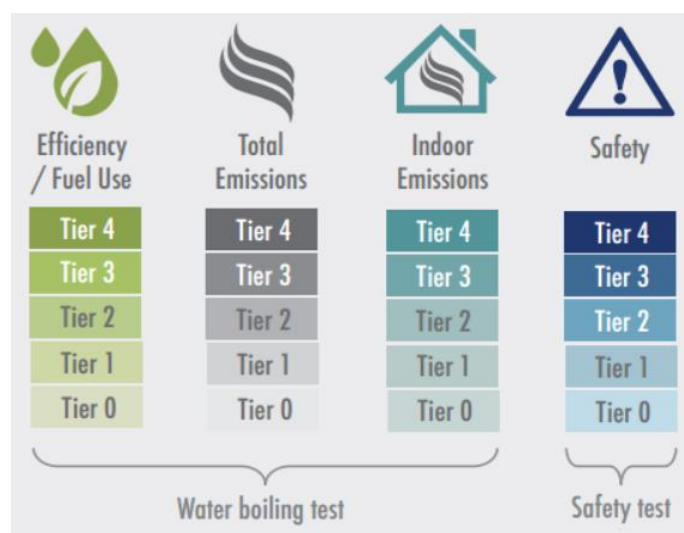 Efficiency
/ Fuel Use
Total
Emissions
Indoor
Emissions
Safety
Tier 4
Tier 3
Tier 2
Tier 1
Tier 0
Tier 4
Tier 3
Tier 2
Tier 1
Tier 0
Tier 4
Tier 3
Tier 2
Tier 1
Tier 0
Tier 4
Tier 3
Tier 2
Tier 1
Tier 0
Water boiling test
Safety test